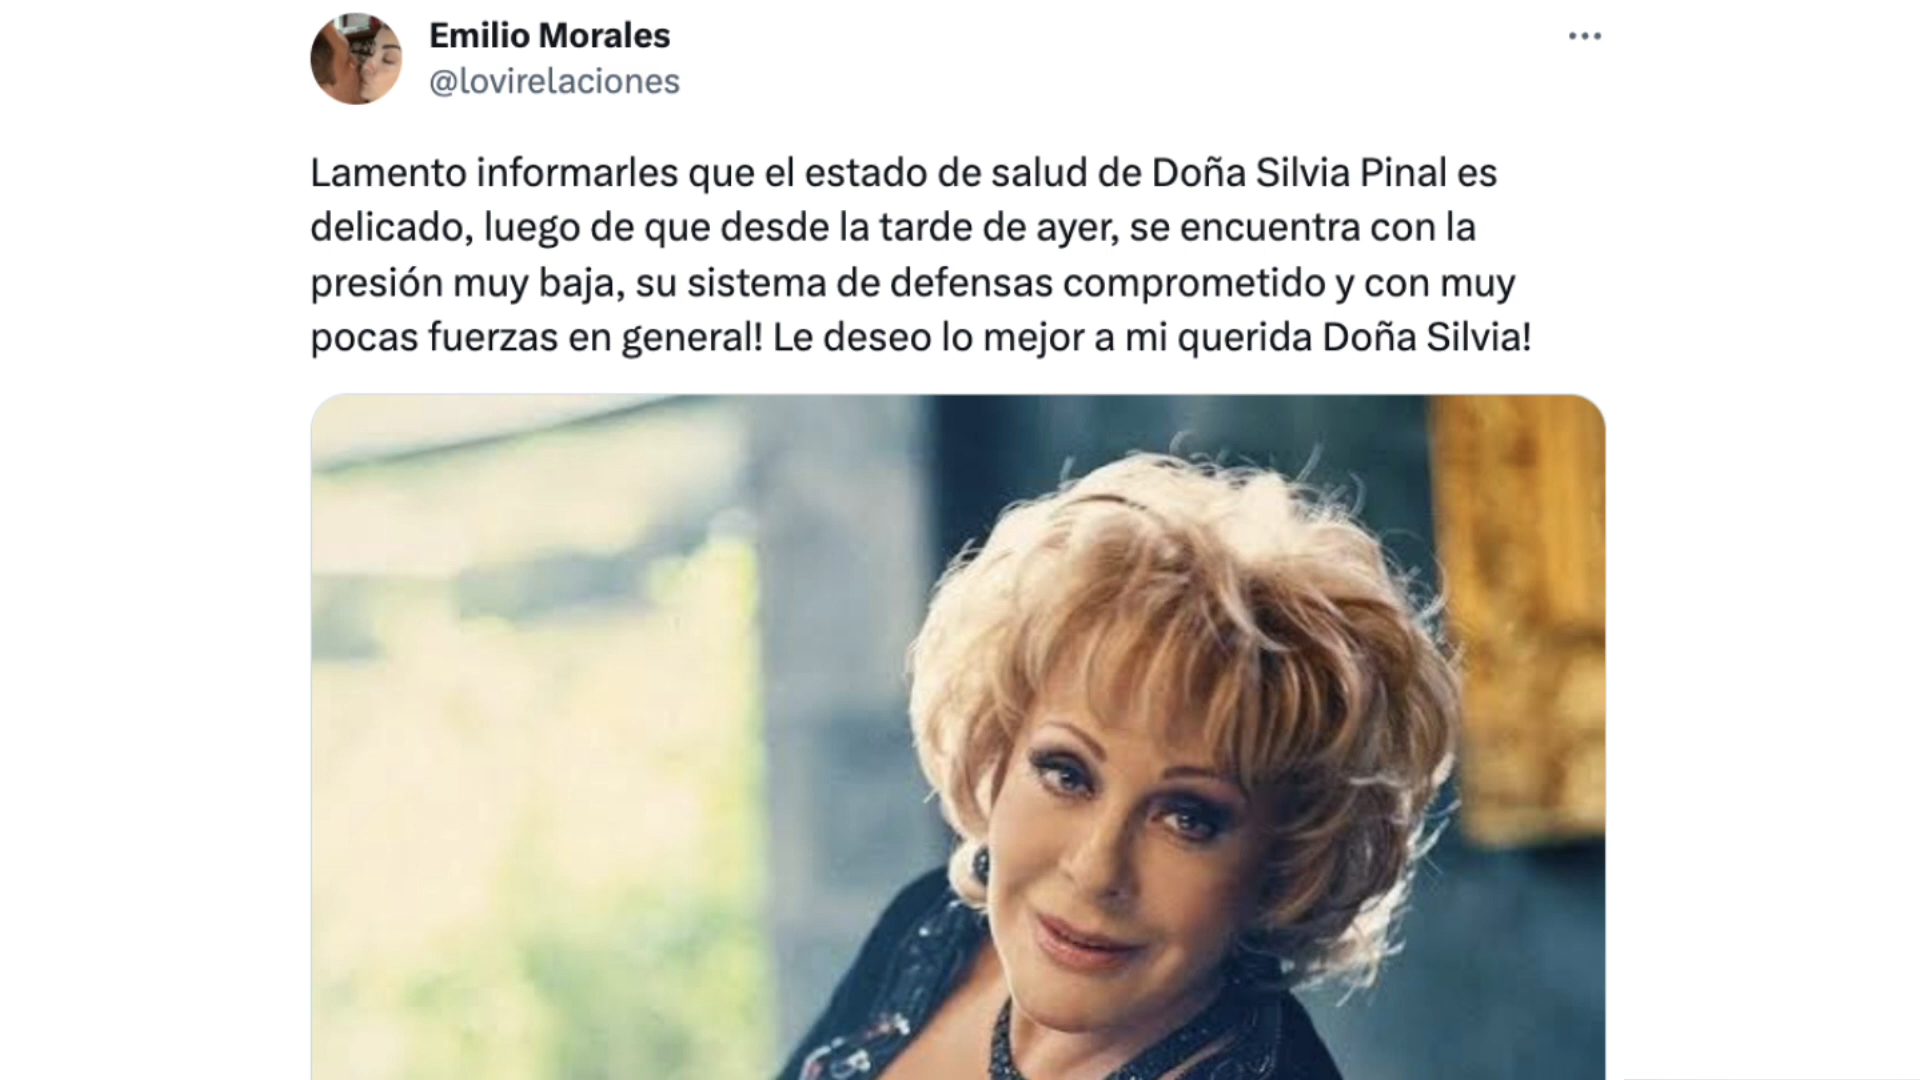 Emilio Morales
@lovirelaciones
Lamento informarles que el estado de salud de Doña Silvia Pinal es
delicado, luego de que desde la tarde de ayer, se encuentra con la
presión muy baja, su sistema de defensas comprometido y con muy
pocas fuerzas en general! Le deseo lo mejor a mi querida Doña Silvia!